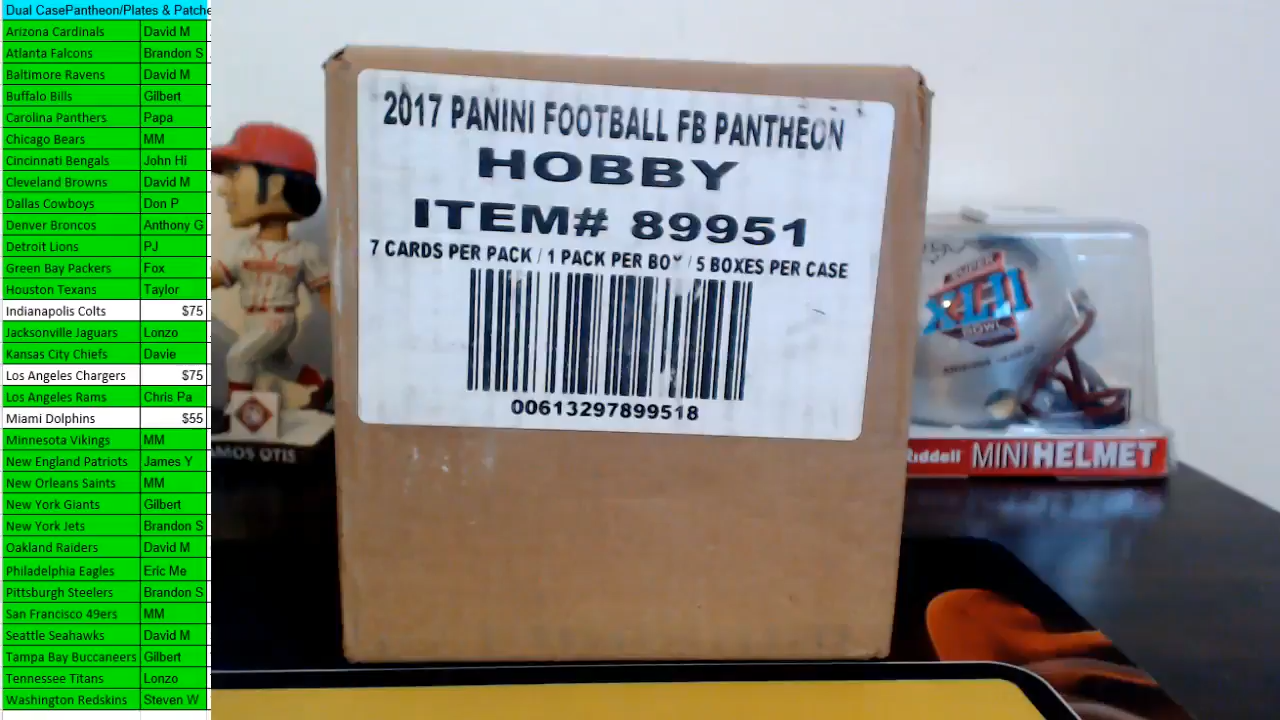 Dual CasePantheon/Plates & Patche
Arizona Cardinals David M
Atlanta Falcons Brandon S
Baltimore Ravens David M
Buffalo Bills Gilbert
Carolina Panthers Papa
Chicago Bears MM
Cincinnati Bengals John Hi
Cleveland Browns David M
Dallas Cowboys Don P
Denver Broncos Anthony G
Detroit Lions PJ
Green Bay Packers Fox
Houston Texans Taylor
Indianapolis Colts $75
Jacksonville Jaguars Lonzo
Kansas City Chiefs Davie
Los Angeles Chargers $75
Los Angeles Rams Chris Pa
Miami Dolphins $55
Minnesota Vikings MM
New England Patriots James Y
New Orleans Saints MM
New York Giants Gilbert
New York Jets Brandon S
Oakland Raiders David M
Philadelphia Eagles Eric Me
Pittsburgh Steelers Brandon S
San Francisco 49ers MM
Seattle Seahawks David M
Tampa Bay Buccaneers Gilbert
Tennessee Titans Lonzo
Washington Redskins Steven W
2017 PANINI FOOTBALL FB PANTHEON
HOBBY
ITEM# 89951
7 CARDS PER PACK / 1 PACK PER BOX / 5 BOXES PER CASE
00613297899518
AMOS OTIS
XLII
BOWL
Riddell MINI HELMET